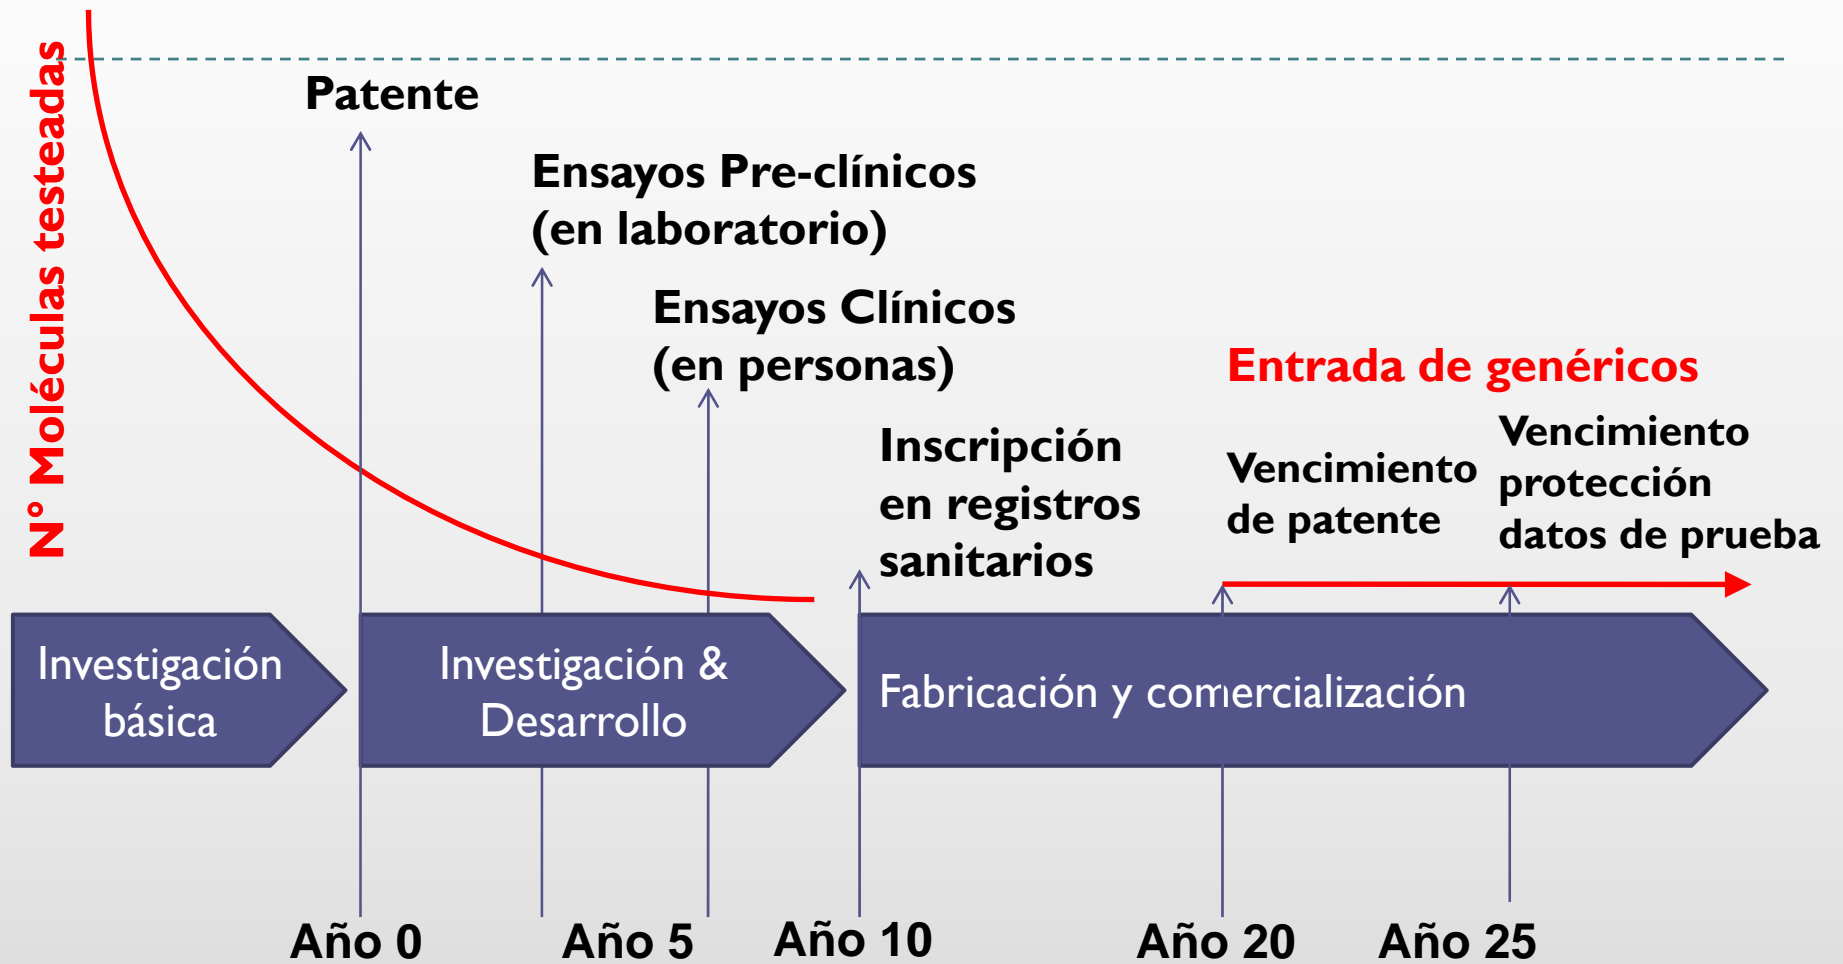 N° Moléculas testeadas
Patente
Ensayos Pre-clínicos
(en laboratorio)
Ensayos Clínicos
(en personas)
Entrada de genéricos
Inscripción
en registros
sanitarios
Vencimiento
de patente
Vencimiento
protección
datos de prueba
Investigación
básica
Investigación &
Desarrollo
Fabricación y comercialización
Año 0
Año 5
Año 10
Año 20
Año 25